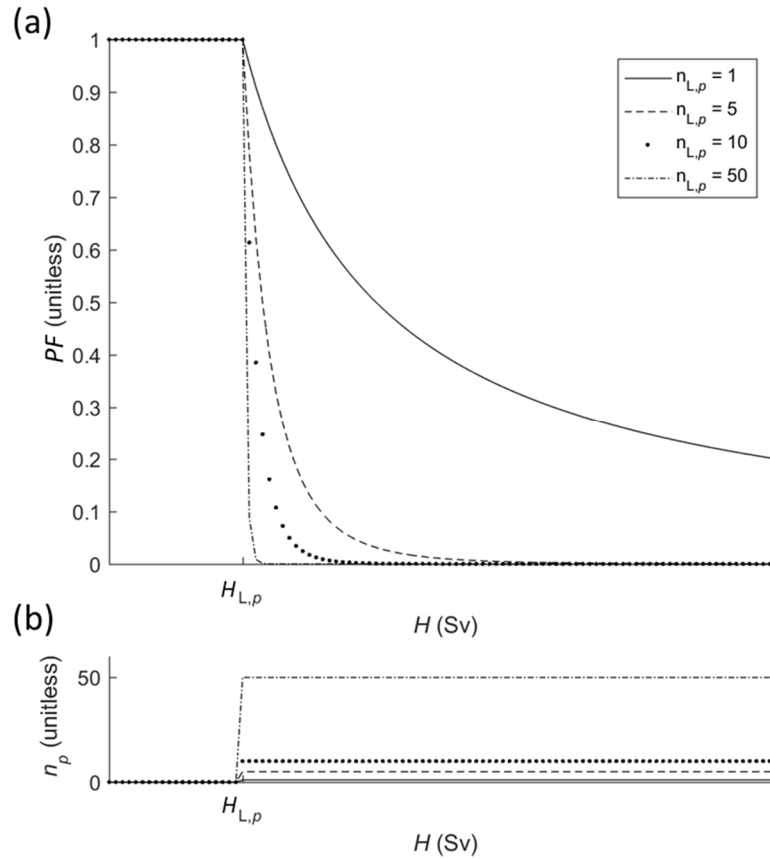 (a)
1
0.9
0.8
0.7
0.6
0.5
0.4
0.3
0.2
0.1
0
PF (unitless)
n_L,p = 1
n_L,p = 5
n_L,p = 10
n_L,p = 50
H_L,p
H (Sv)
(b)
50
0
n_p (unitless)
H_L,p
H (Sv)